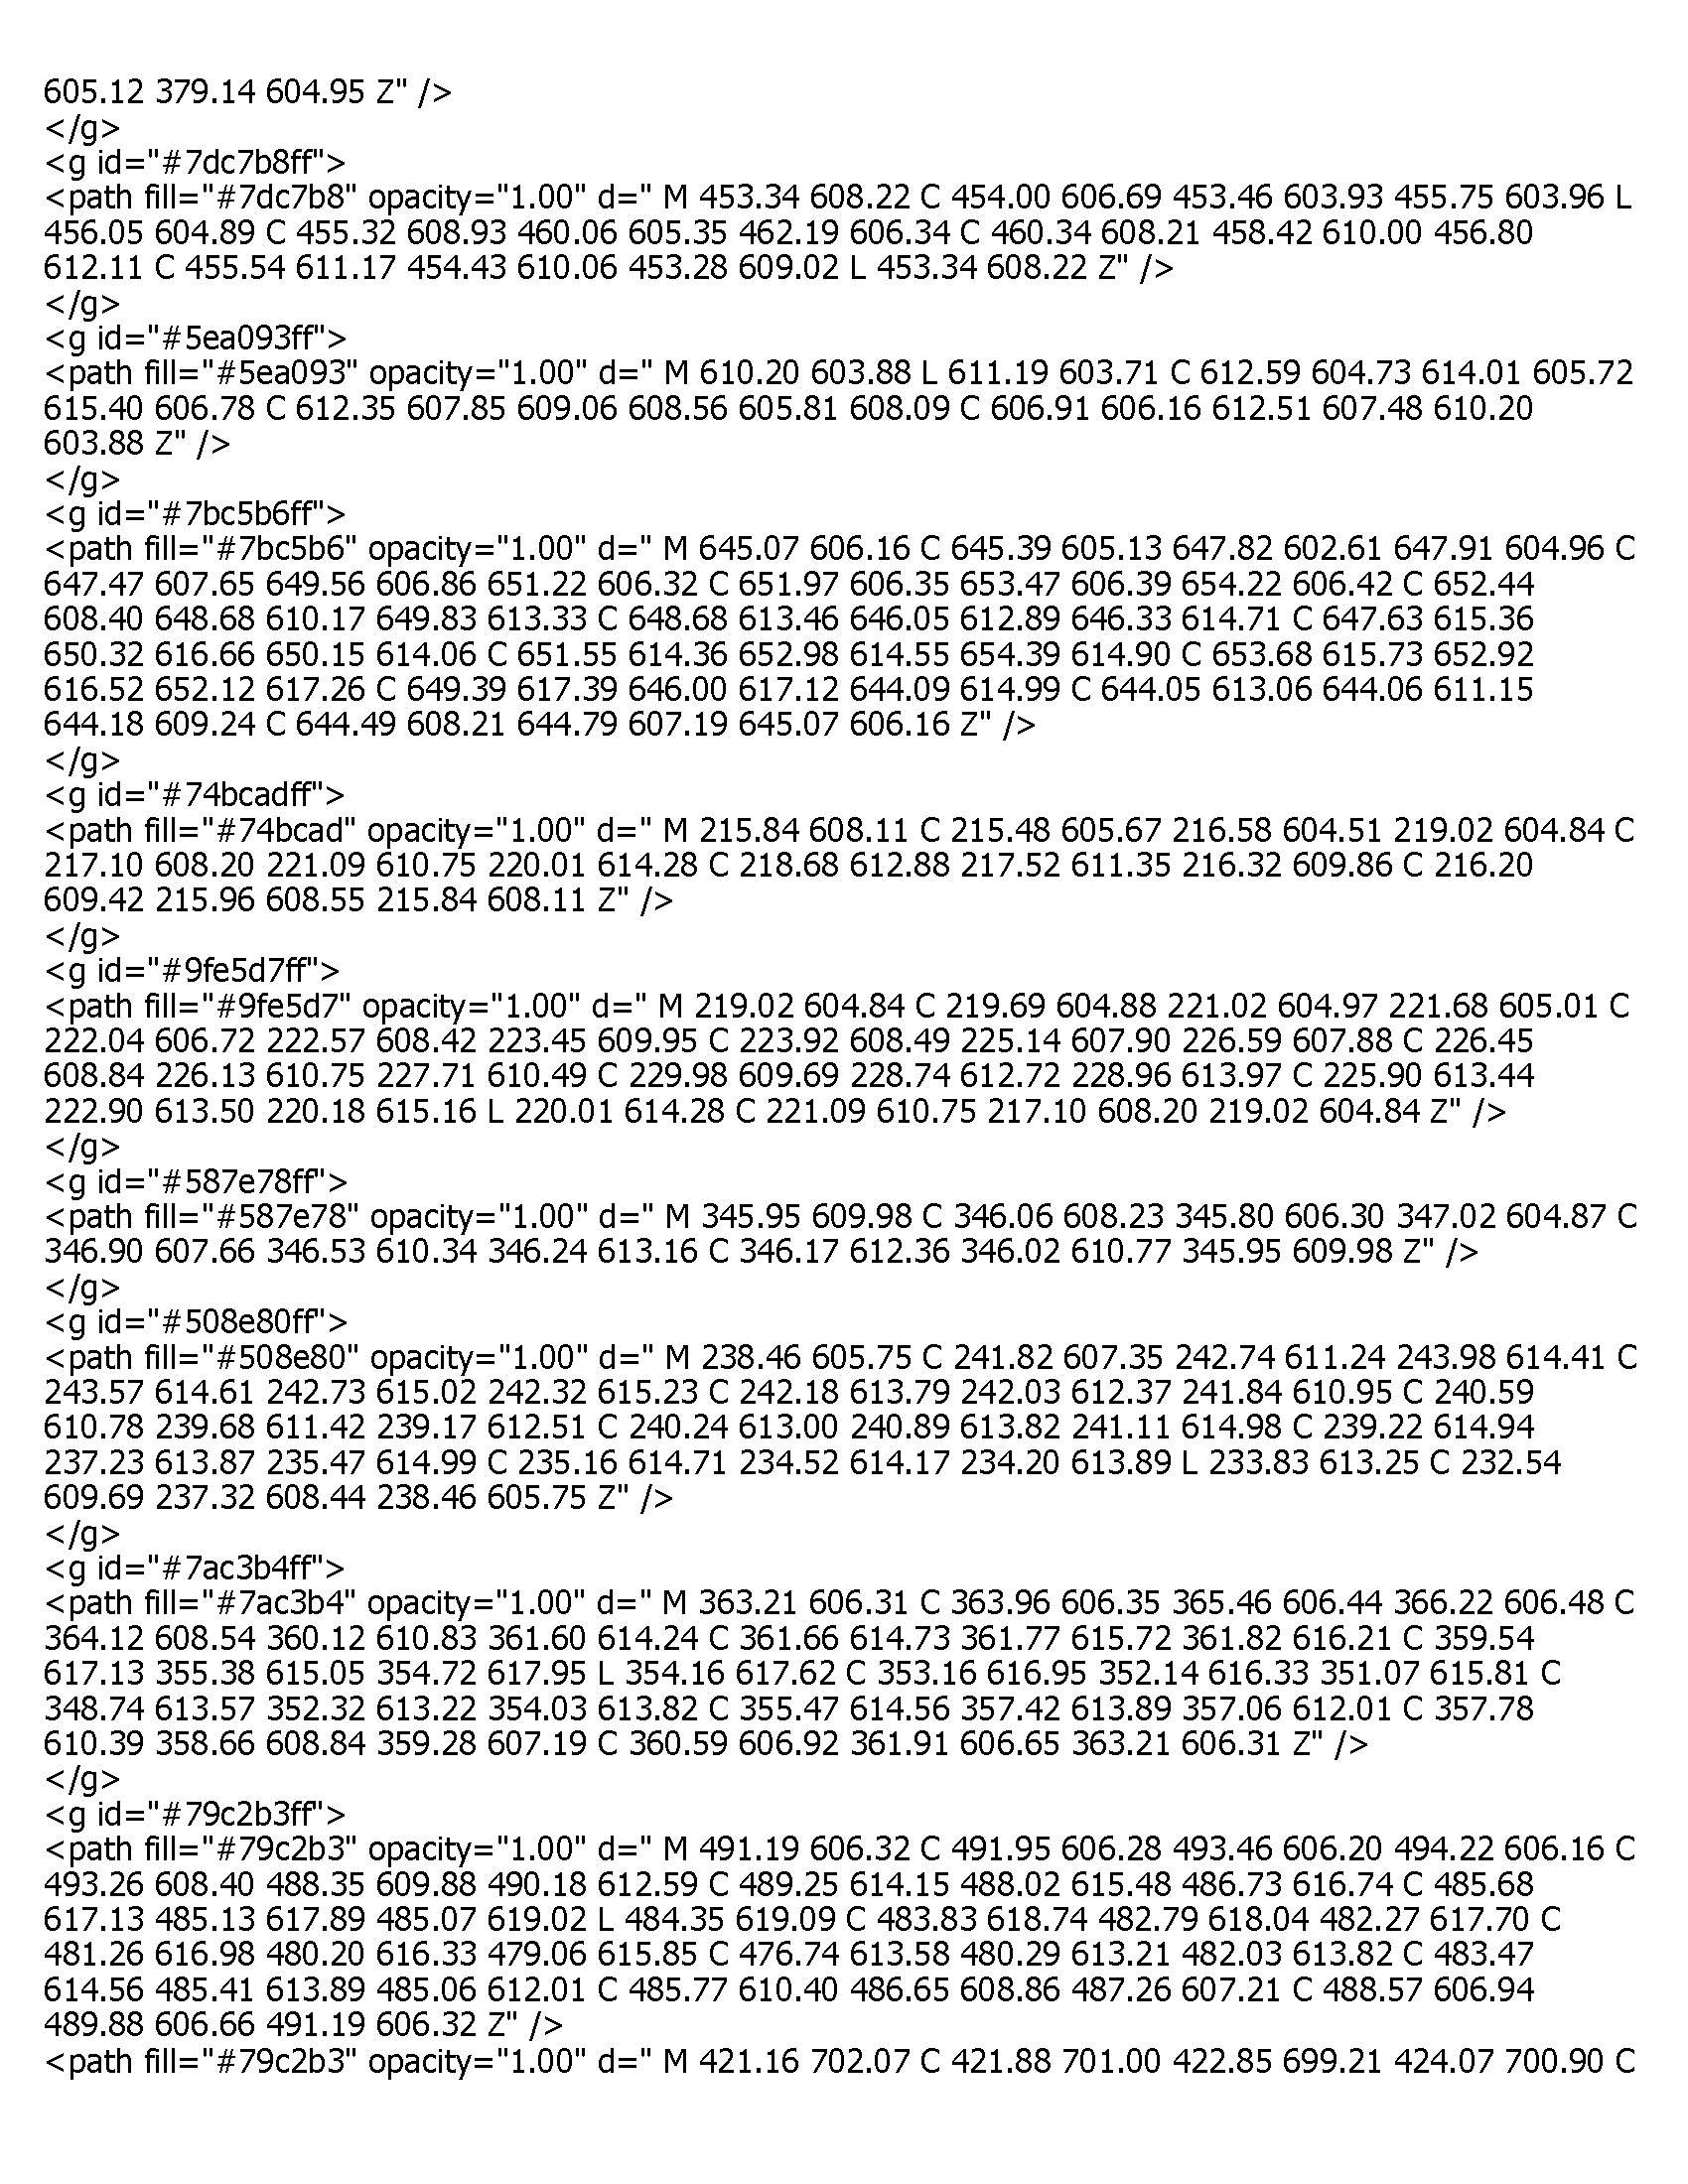 605.12 379.14 604.95 Z" />
</g>
<g id="#7dc7b8ff">
<path fill="#7dc7b8" opacity="1.00" d=" M 453.34 608.22 C 454.00 606.69 453.46 603.93 455.75 603.96 L
456.05 604.89 C 455.32 608.93 460.06 605.35 462.19 606.34 C 460.34 608.21 458.42 610.00 456.80
612.11 C 455.54 611.17 454.43 610.06 453.28 609.02 L 453.34 608.22 Z" />
</g>
<g id="#5ea093ff">
<path fill="#5ea093" opacity="1.00" d=" M 610.20 603.88 L 611.19 603.71 C 612.59 604.73 614.01 605.72
615.40 606.78 C 612.35 607.85 609.06 608.56 605.81 608.09 C 606.91 606.16 612.51 607.48 610.20
603.88 Z" />
</g>
<g id="#7bc5b6ff">
<path fill="#7bc5b6" opacity="1.00" d=" M 645.07 606.16 C 645.39 605.13 647.82 602.61 647.91 604.96 C
647.47 607.65 649.56 606.86 651.22 606.32 C 651.97 606.35 653.47 606.39 654.22 606.42 C 652.44
608.40 648.68 610.17 649.83 613.33 C 648.68 613.46 646.05 612.89 646.33 614.71 C 647.63 615.36
650.32 616.66 650.15 614.06 C 651.55 614.36 652.98 614.55 654.39 614.90 C 653.68 615.73 652.92
616.52 652.12 617.26 C 649.39 617.39 646.00 617.12 644.09 614.99 C 644.05 613.06 644.06 611.15
644.18 609.24 C 644.49 608.21 644.79 607.19 645.07 606.16 Z" />
</g>
<g id="#74bcadff">
<path fill="#74bcad" opacity="1.00" d=" M 215.84 608.11 C 215.48 605.67 216.58 604.51 219.02 604.84 C
217.10 608.20 221.09 610.75 220.01 614.28 C 218.68 612.88 217.52 611.35 216.32 609.86 C 216.20
609.42 215.96 608.55 215.84 608.11 Z" />
</g>
<g id="#9fe5d7ff">
<path fill="#9fe5d7" opacity="1.00" d=" M 219.02 604.84 C 219.69 604.88 221.02 604.97 221.68 605.01 C
222.04 606.72 222.57 608.42 223.45 609.95 C 223.92 608.49 225.14 607.90 226.59 607.88 C 226.45
608.84 226.13 610.75 227.71 610.49 C 229.98 609.69 228.74 612.72 228.96 613.97 C 225.90 613.44
222.90 613.50 220.18 615.16 L 220.01 614.28 C 221.09 610.75 217.10 608.20 219.02 604.84 Z" />
</g>
<g id="#587e78ff">
<path fill="#587e78" opacity="1.00" d=" M 345.95 609.98 C 346.06 608.23 345.80 606.30 347.02 604.87 C
346.90 607.66 346.53 610.34 346.24 613.16 C 346.17 612.36 346.02 610.77 345.95 609.98 Z" />
</g>
<g id="#508e80ff">
<path fill="#508e80" opacity="1.00" d=" M 238.46 605.75 C 241.82 607.35 242.74 611.24 243.98 614.41 C
243.57 614.61 242.73 615.02 242.32 615.23 C 242.18 613.79 242.03 612.37 241.84 610.95 C 240.59
610.78 239.68 611.42 239.17 612.51 C 240.24 613.00 240.89 613.82 241.11 614.98 C 239.22 614.94
237.23 613.87 235.47 614.99 C 235.16 614.71 234.52 614.17 234.20 613.89 L 233.83 613.25 C 232.54
609.69 237.32 608.44 238.46 605.75 Z" />
</g>
<g id="#7ac3b4ff">
<path fill="#7ac3b4" opacity="1.00" d=" M 363.21 606.31 C 363.96 606.35 365.46 606.44 366.22 606.48 C
364.12 608.54 360.12 610.83 361.60 614.24 C 361.66 614.73 361.77 615.72 361.82 616.21 C 359.54
617.13 355.38 615.05 354.72 617.95 L 354.16 617.62 C 353.16 616.95 352.14 616.33 351.07 615.81 C
348.74 613.57 352.32 613.22 354.03 613.82 C 355.47 614.56 357.42 613.89 357.06 612.01 C 357.78
610.39 358.66 608.84 359.28 607.19 C 360.59 606.92 361.91 606.65 363.21 606.31 Z" />
</g>
<g id="#79c2b3ff">
<path fill="#79c2b3" opacity="1.00" d=" M 491.19 606.32 C 491.95 606.28 493.46 606.20 494.22 606.16 C
493.26 608.40 488.35 609.88 490.18 612.59 C 489.25 614.15 488.02 615.48 486.73 616.74 C 485.68
617.13 485.13 617.89 485.07 619.02 L 484.35 619.09 C 483.83 618.74 482.79 618.04 482.27 617.70 C
481.26 616.98 480.20 616.33 479.06 615.85 C 476.74 613.58 480.29 613.21 482.03 613.82 C 483.47
614.56 485.41 613.89 485.06 612.01 C 485.77 610.40 486.65 608.86 487.26 607.21 C 488.57 606.94
489.88 606.66 491.19 606.32 Z" />
<path fill="#79c2b3" opacity="1.00" d=" M 421.16 702.07 C 421.88 701.00 422.85 699.21 424.07 700.90 C